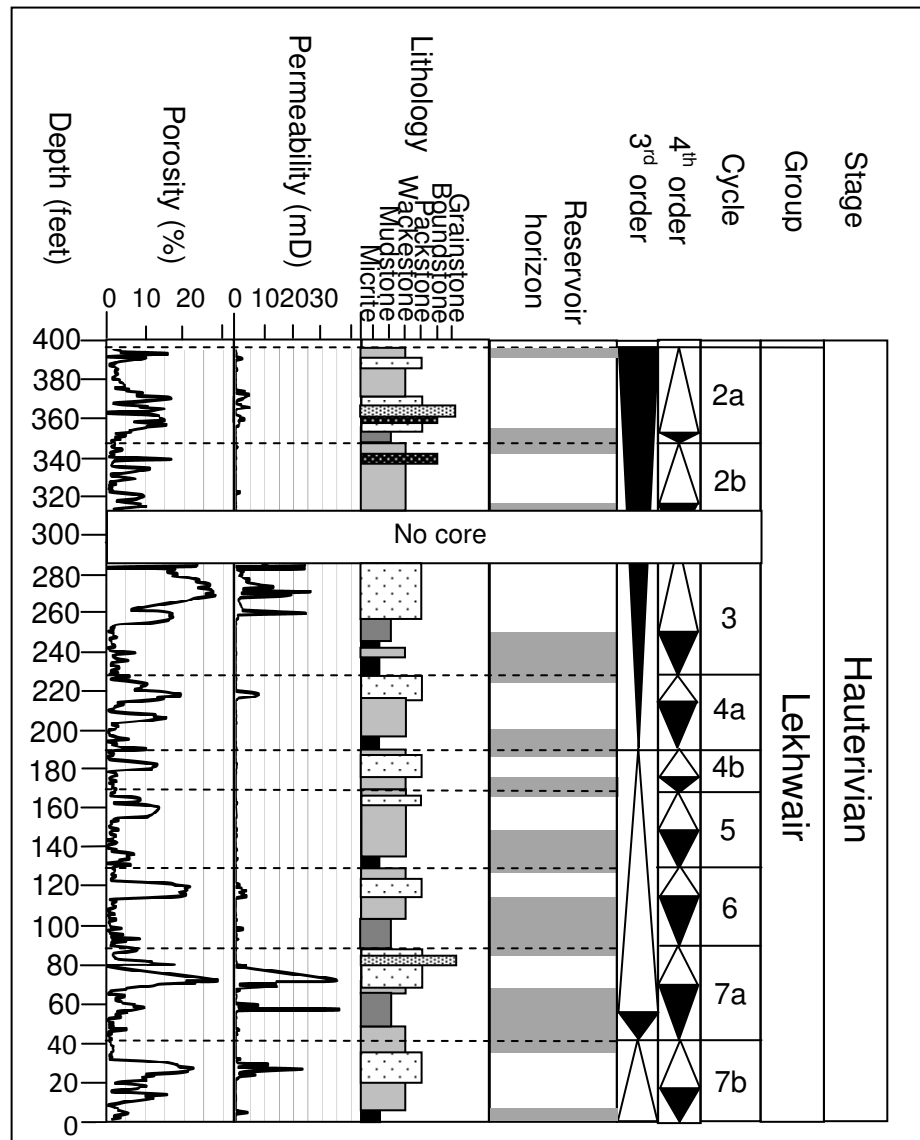 Depth (feet)
Porosity (%)
Permeability (mD)
Lithology
Micrite
Mudstone
Wackestone
Packstone
Boundstone
Grainstone
Reservoir
horizon
3rd order
4th order
Cycle
Group
Stage
0 10 20
0 10 20 30
400
380
360
340
320
300
280
260
240
220
200
180
160
140
120
100
80
60
40
20
0
No core
2a
2b
3
4a
4b
5
6
7a
7b
Lekhwair
Hauterivian